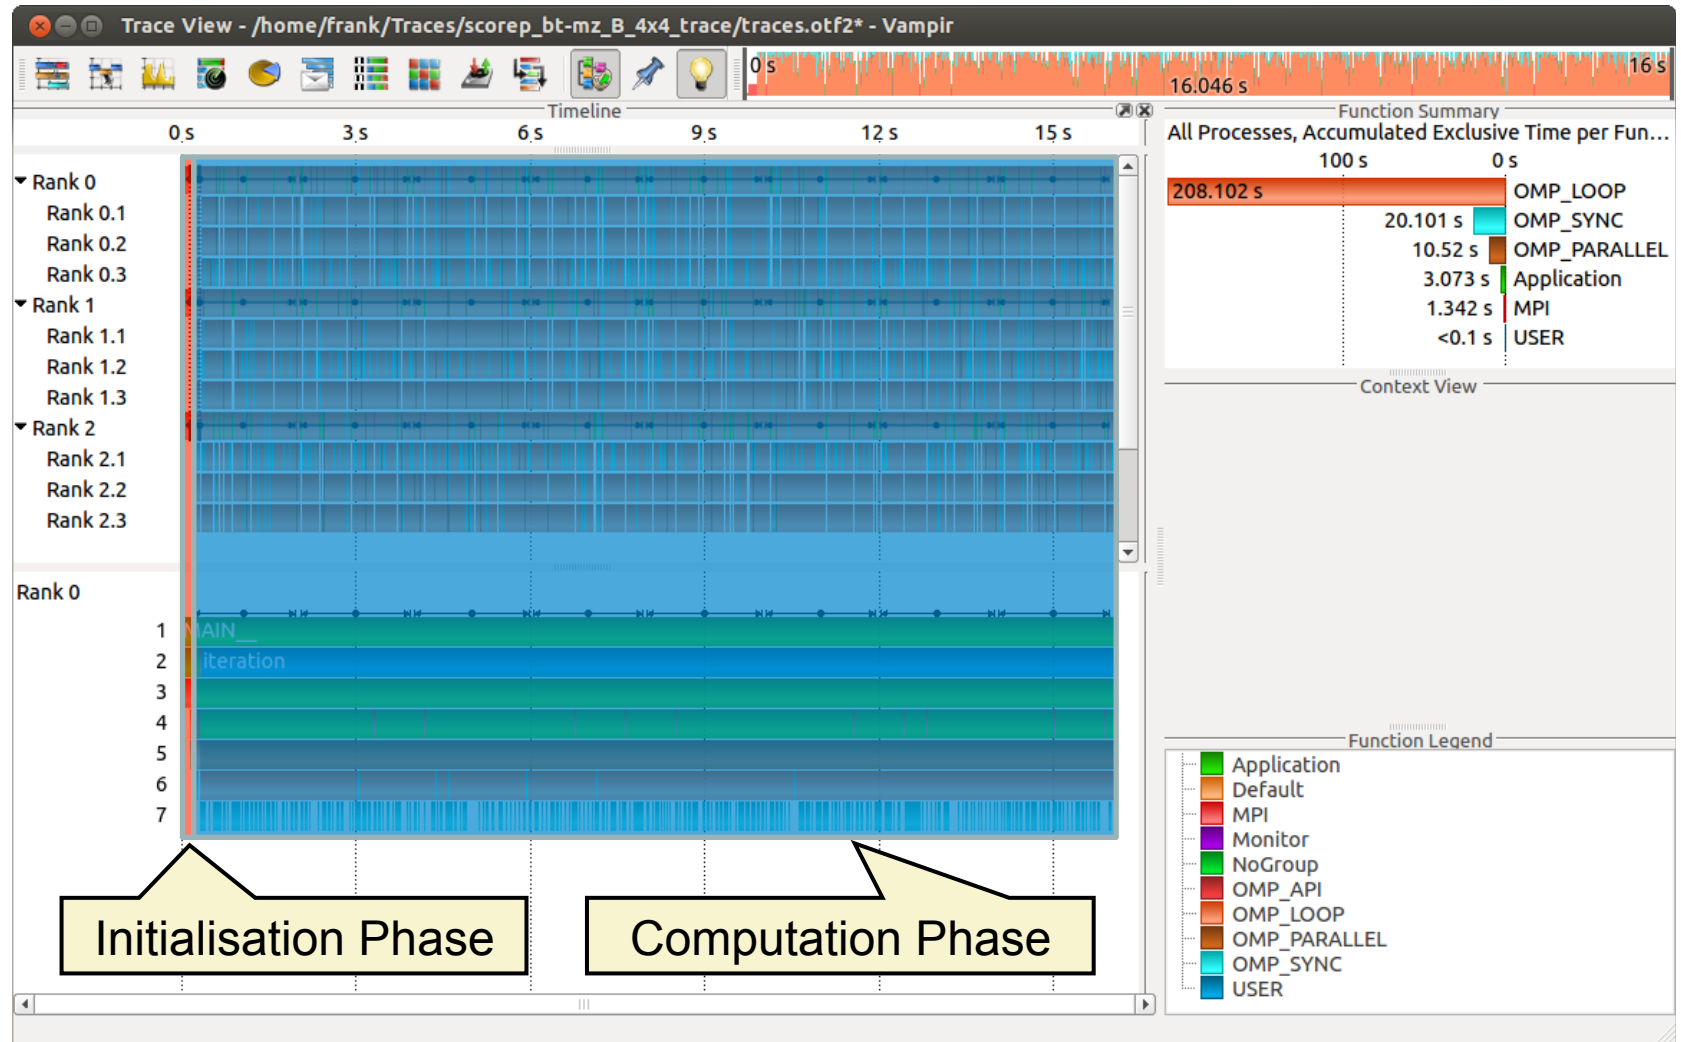 Trace View - /home/frank/Traces/scorep_bt-mz_B_4x4_trace/traces.otf2* - Vampir
0 s
16 s
16.046 s
Timeline
0 s
3 s
6 s
9 s
12 s
15 s
Rank 0
Rank 0.1
Rank 0.2
Rank 0.3
Rank 1
Rank 1.1
Rank 1.2
Rank 1.3
Rank 2
Rank 2.1
Rank 2.2
Rank 2.3
Rank 0
1
MAIN__
2
iteration
3
4
5
6
7
Initialisation Phase
Computation Phase
Function Summary
All Processes, Accumulated Exclusive Time per Fun...
100 s
0 s
208.102 s OMP_LOOP
20.101 s OMP_SYNC
10.52 s OMP_PARALLEL
3.073 s Application
1.342 s MPI
<0.1 s USER
Context View
Function Legend
Application
Default
MPI
Monitor
NoGroup
OMP_API
OMP_LOOP
OMP_PARALLEL
OMP_SYNC
USER